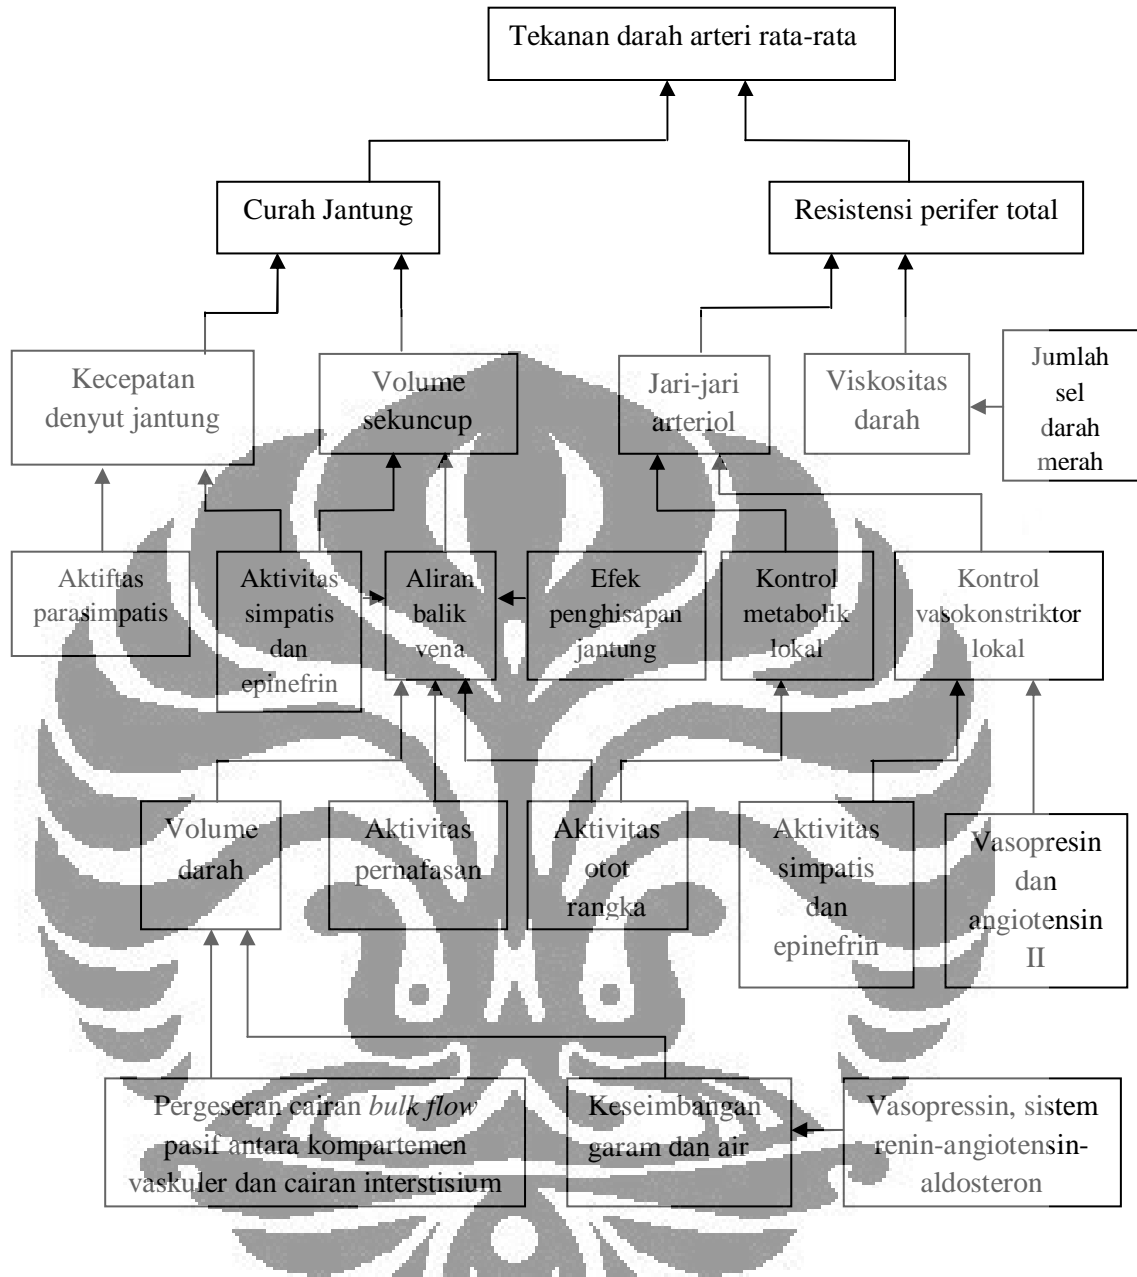 Tekanan darah arteri rata-rata
Curah Jantung
Resistensi perifer total
Kecepatan
denyut jantung
Volume
sekuncup
Jari-jari
arteriol
Viskositas
darah
Jumlah
sel
darah
merah
Aktiftas
parasimpatis
Aktivitas
simpatis
dan
epinefrin
Aliran
balik
vena
Efek
penghisapan
jantung
Kontrol
metabolik
lokal
Kontrol
vasokonstriktor
lokal
Volume
darah
Aktivitas
pernafasan
Aktivitas
otot
rangka
Aktivitas
simpatis
dan
epinefrin
Vasopresin
dan
angiotensin
II
Pergeseran cairan bulk flow
pasif antara kompartemen
vaskuler dan cairan interstisium
Keseimbangan
garam dan air
Vasopressin, sistem
renin-angiotensin-
aldosteron